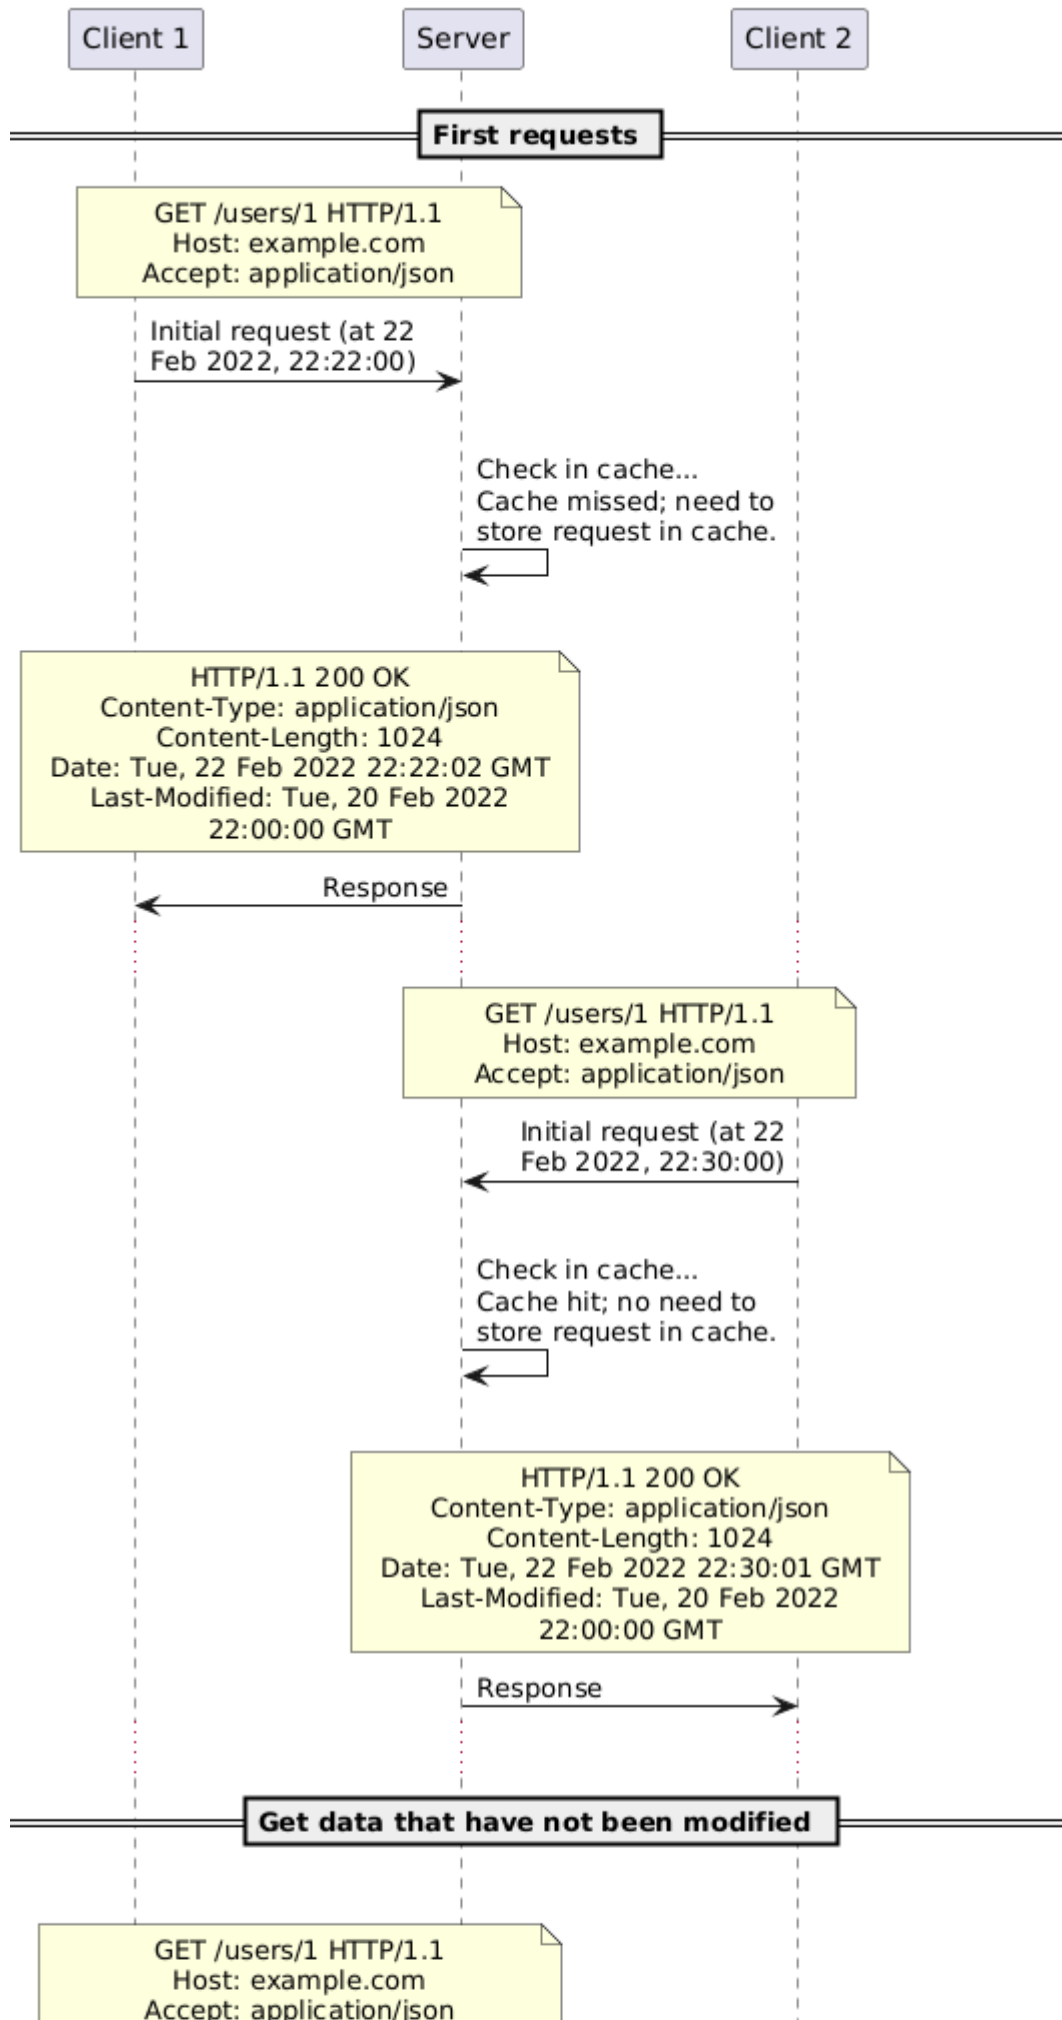 Client 1
Server
Client 2
First requests
GET /users/1 HTTP/1.1
Host: example.com
Accept: application/json
Initial request (at 22
Feb 2022, 22:22:00)
Check in cache...
Cache missed; need to
store request in cache.
HTTP/1.1 200 OK
Content-Type: application/json
Content-Length: 1024
Date: Tue, 22 Feb 2022 22:22:02 GMT
Last-Modified: Tue, 20 Feb 2022
22:00:00 GMT
Response
GET /users/1 HTTP/1.1
Host: example.com
Accept: application/json
Initial request (at 22
Feb 2022, 22:30:00)
Check in cache...
Cache hit; no need to
store request in cache.
HTTP/1.1 200 OK
Content-Type: application/json
Content-Length: 1024
Date: Tue, 22 Feb 2022 22:30:01 GMT
Last-Modified: Tue, 20 Feb 2022
22:00:00 GMT
Response
Get data that have not been modified
GET /users/1 HTTP/1.1
Host: example.com
Accept: application/json